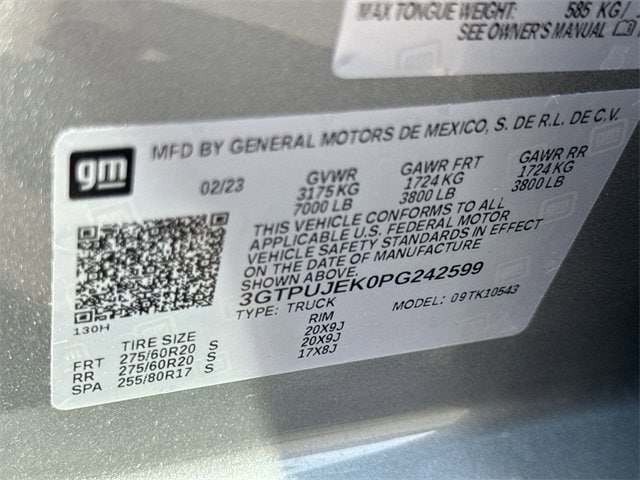 MAX TONGUE WEIGHT: 585 KG/
SEE OWNER'S MANUAL
gm
MFD BY GENERAL MOTORS DE MEXICO, S. DE R.L. DE C.V.
02/23 GVWR GAWR FRT GAWR RR
3175 KG 1724 KG 1724 KG
7000 LB 3800 LB 3800 LB
THIS VEHICLE CONFORMS TO ALL
APPLICABLE U.S. FEDERAL MOTOR
VEHICLE SAFETY STANDARDS IN EFFECT
ON THE DATE OF MANUFACTURE
SHOWN ABOVE.
3GTPUJEK0PG242599
TYPE: TRUCK MODEL: 09TK10543
130H
TIRE SIZE RIM
FRT 275/60R20 S 20X9J
RR 275/60R20 S 20X9J
SPA 255/80R17 S 17X8J